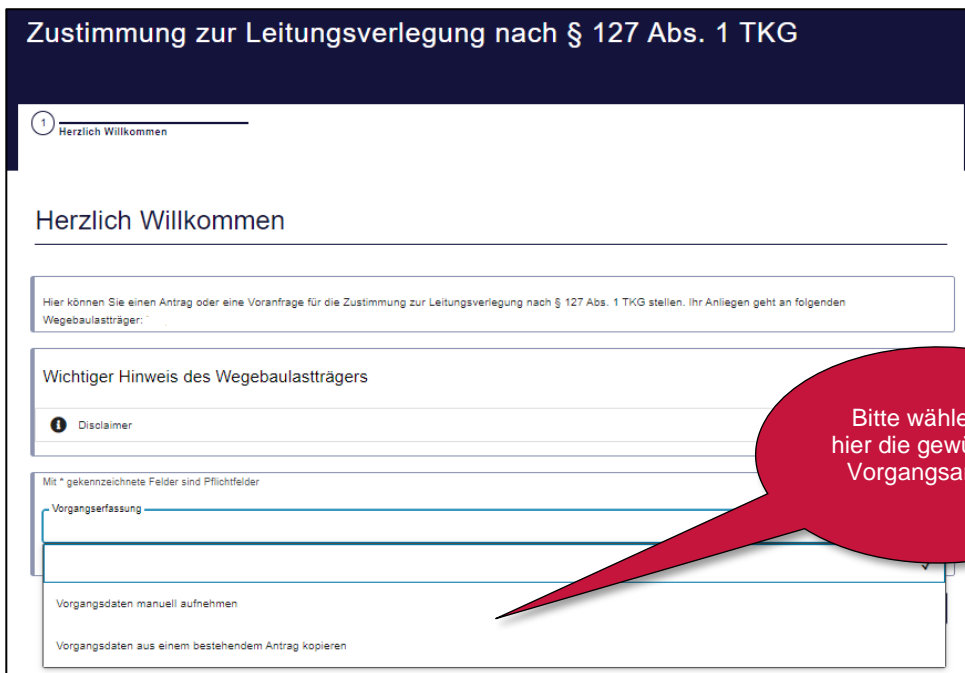 Zustimmung zur Leitungsverlegung nach § 127 Abs. 1 TKG
1
Herzlich Willkommen
Herzlich Willkommen
Hier können Sie einen Antrag oder eine Voranfrage für die Zustimmung zur Leitungsverlegung nach § 127 Abs. 1 TKG stellen. Ihr Anliegen geht an folgenden
Wegebaulastträger:
Wichtiger Hinweis des Wegebaulastträgers
Disclaimer
Bitte wähle
hier die gewü
Vorgangsa
Mit * gekennzeichnete Felder sind Pflichtfelder
Vorgangserfassung
Vorgangsdaten manuell aufnehmen
Vorgangsdaten aus einem bestehendem Antrag kopieren